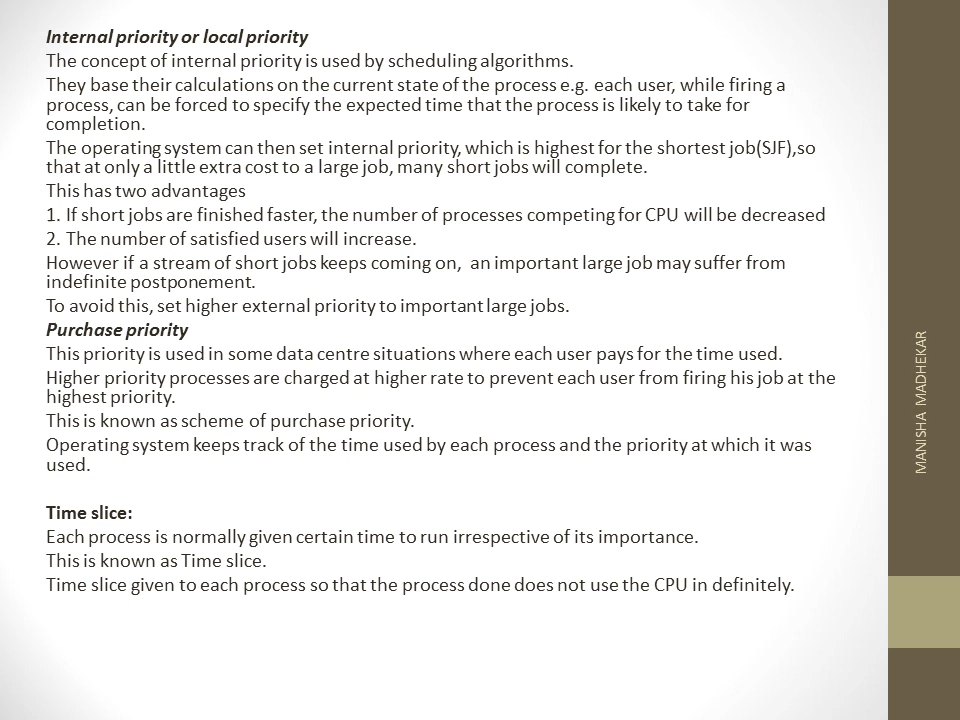 Internal priority or local priority
The concept of internal priority is used by scheduling algorithms.
They base their calculations on the current state of the process e.g. each user, while firing a
process, can be forced to specify the expected time that the process is likely to take for
completion.
The operating system can then set internal priority, which is highest for the shortest job(SJF),so
that at only a little extra cost to a large job, many short jobs will complete.
This has two advantages
1. If short jobs are finished faster, the number of processes competing for CPU will be decreased
2. The number of satisfied users will increase.
However if a stream of short jobs keeps coming on,  an important large job may suffer from
indefinite postponement.
To avoid this, set higher external priority to important large jobs.
Purchase priority
This priority is used in some data centre situations where each user pays for the time used.
Higher priority processes are charged at higher rate to prevent each user from firing his job at the
highest priority.
This is known as scheme of purchase priority.
Operating system keeps track of the time used by each process and the priority at which it was
used.
Time slice:
Each process is normally given certain time to run irrespective of its importance.
This is known as Time slice.
Time slice given to each process so that the process done does not use the CPU in definitely.
MANISHA MADHEKAR